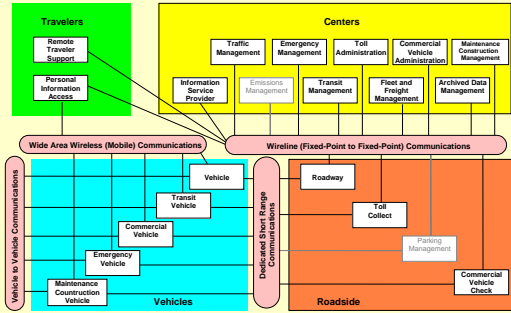 Travelers
Remote
Traveler
Support
Personal
Information
Access
Centers
Traffic
Management
Emergency
Management
Toll
Administration
Commercial
Vehicle
Administration
Maintenance
Construction
Management
Information
Service
Provider
Emissions
Management
Transit
Management
Fleet and
Freight
Management
Archived Data
Management
Wide Area Wireless (Mobile) Communications
Wireline (Fixed-Point to Fixed-Point) Communications
Vehicle to Vehicle Communications
Vehicle
Transit
Vehicle
Commercial
Vehicle
Emergency
Vehicle
Maintenance
Countruction
Vehicle
Vehicles
Dedicated Short Range
Communications
Roadway
Toll
Collect
Parking
Management
Commercial
Vehicle
Check
Roadside